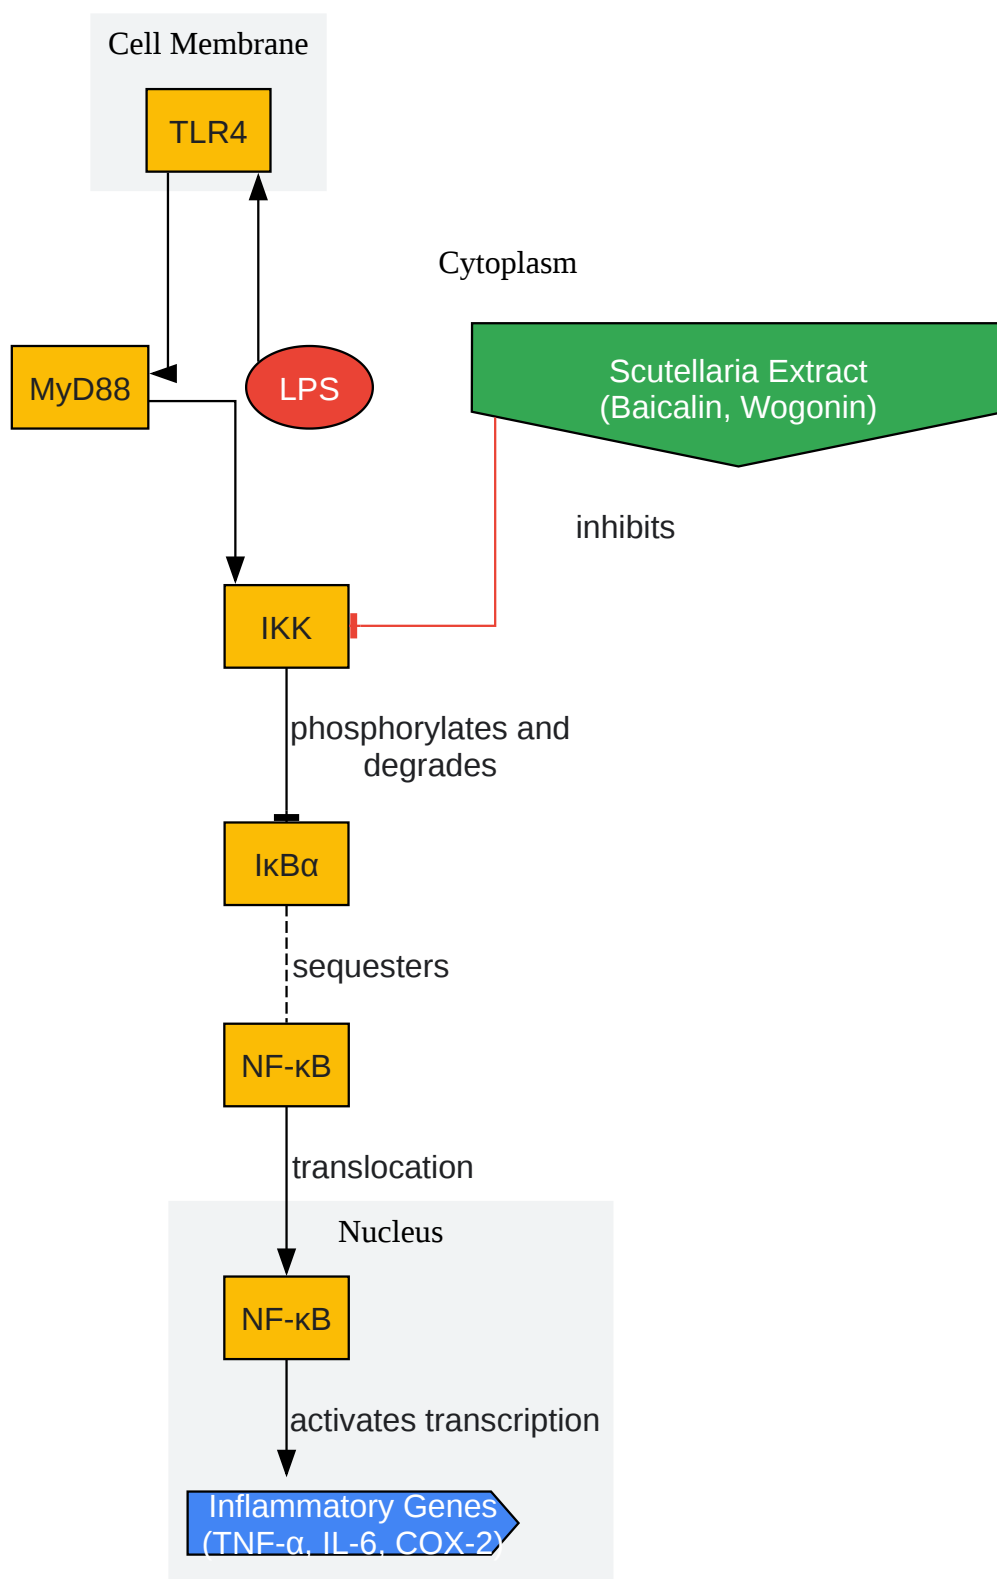 Cell Membrane
TLR4
Cytoplasm
MyD88
LPS
Scutellaria Extract
(Baicalin, Wogonin)
inhibits
IKK
phosphorylates and
degrades
IκBα
sequesters
NF-κB
translocation
Nucleus
NF-κB
activates transcription
Inflammatory Genes
(TNF-α, IL-6, COX-2)